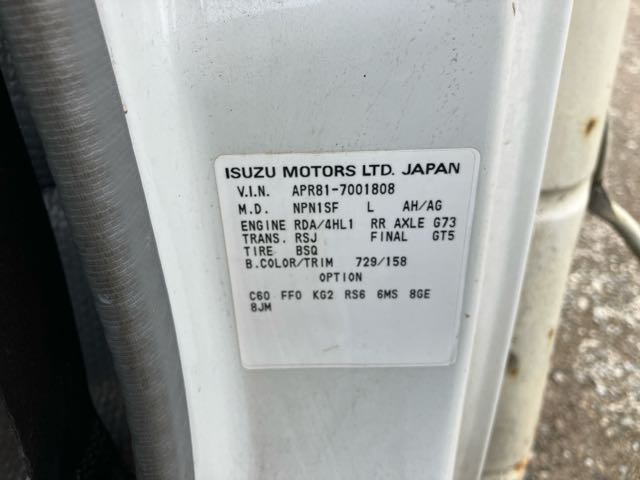 ISUZU MOTORS LTD. JAPAN
V.I.N. APR81-7001808
M.D. NPN1SF L AH/AG
ENGINE RDA/4HL1 RR AXLE G73
TRANS. RSJ FINAL GT5
TIRE BSQ
B.COLOR/TRIM 729/158
OPTION
C60 FF0 KG2 RS6 6MS 8GE
8JM